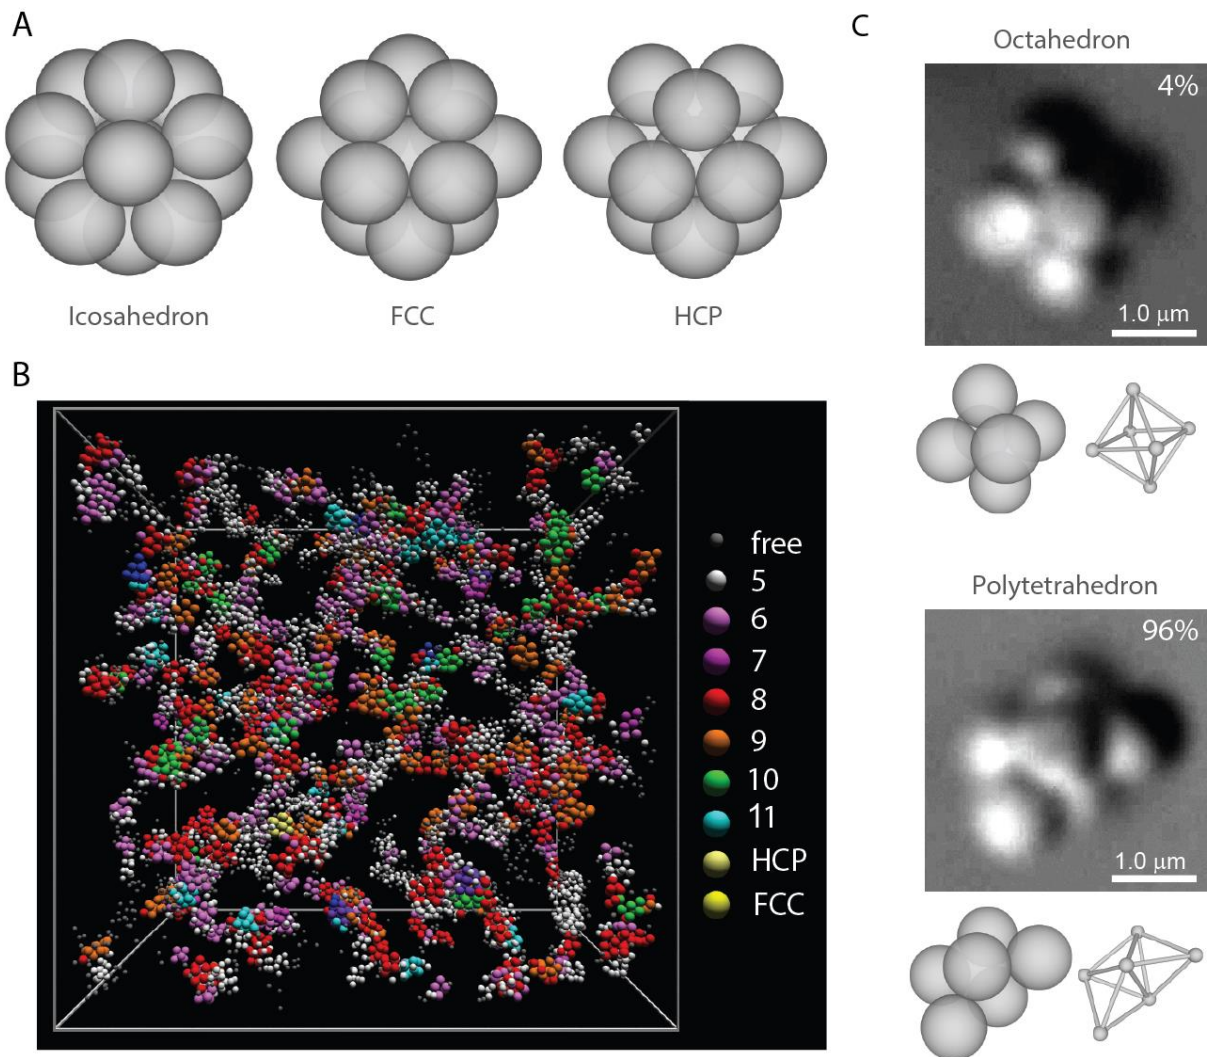 A
Icosahedron
FCC
HCP
B
free
5
6
7
8
9
10
11
HCP
FCC
C
Octahedron
4%
1.0 μm
Polytetrahedron
96%
1.0 μm